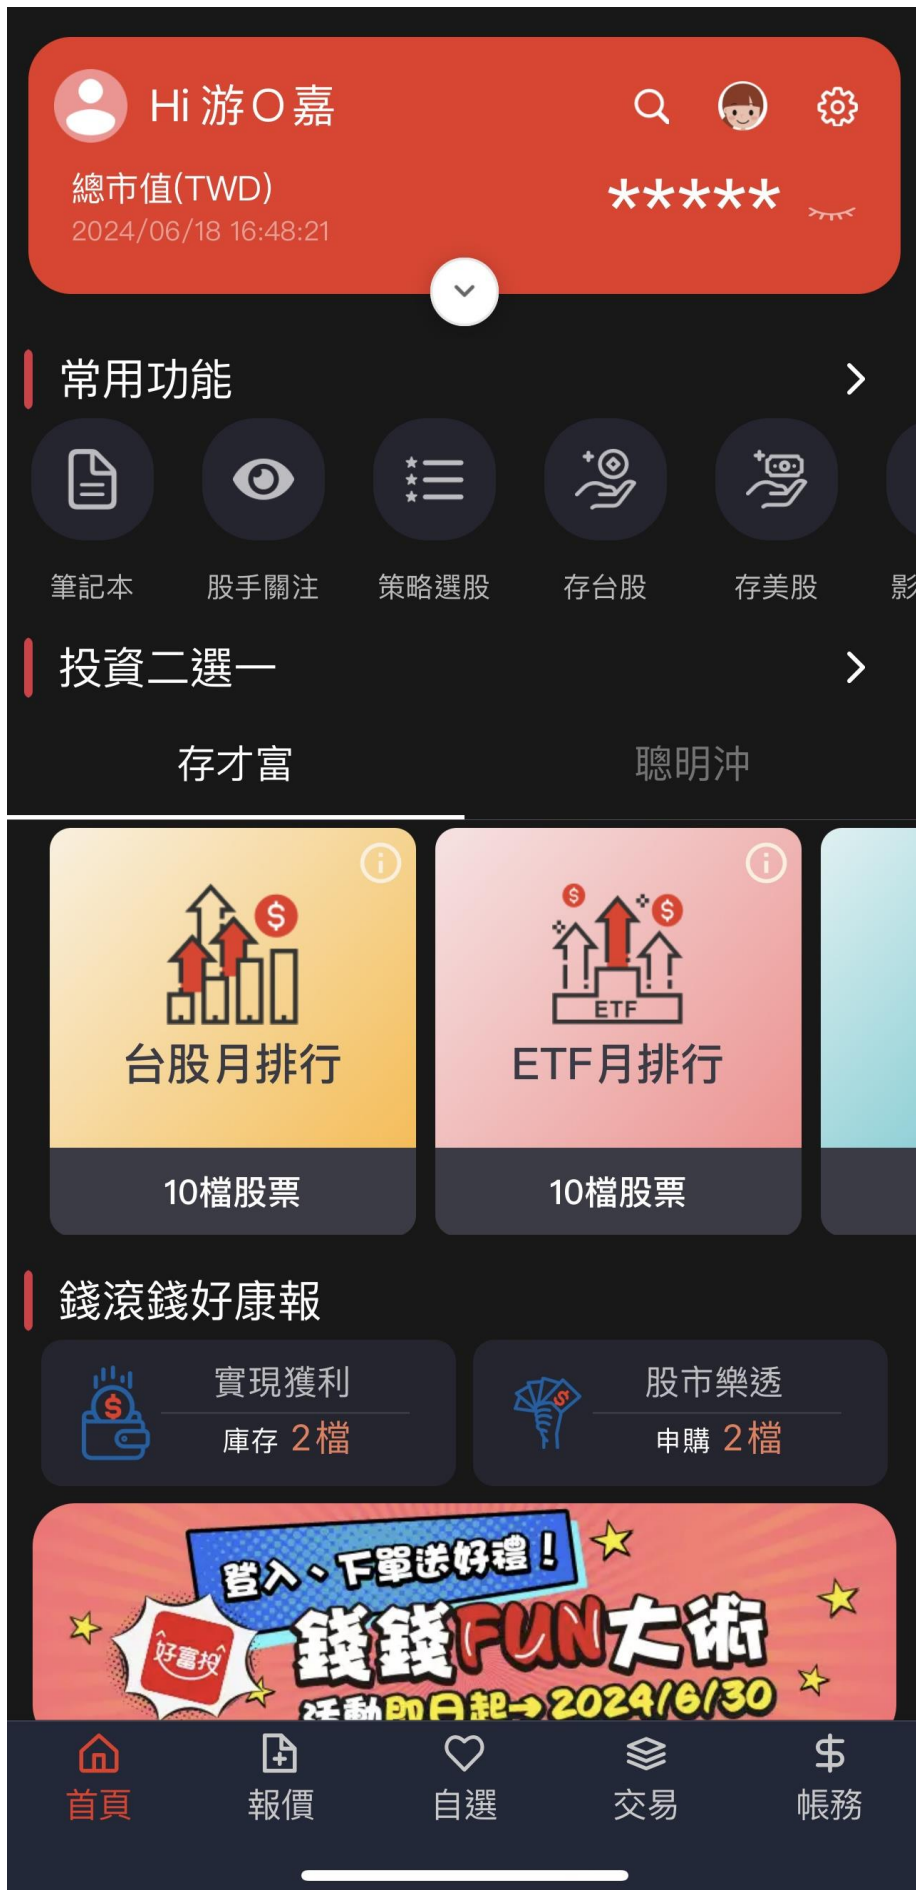 Hi 游O嘉
總市值(TWD)
*****
2024/06/18 16:48:21
常用功能
筆記本 股手關注 策略選股 存台股 存美股 影
投資二選一
存才富 聰明沖
台股月排行
10檔股票
ETF
ETF月排行
10檔股票
錢滾錢好康報
實現獲利
庫存 2檔
股市樂透
申購 2檔
登入、下單送好禮!
好富投
錢錢FUN大術
活動即日起→2024/6/30
首頁 報價 自選 交易 帳務